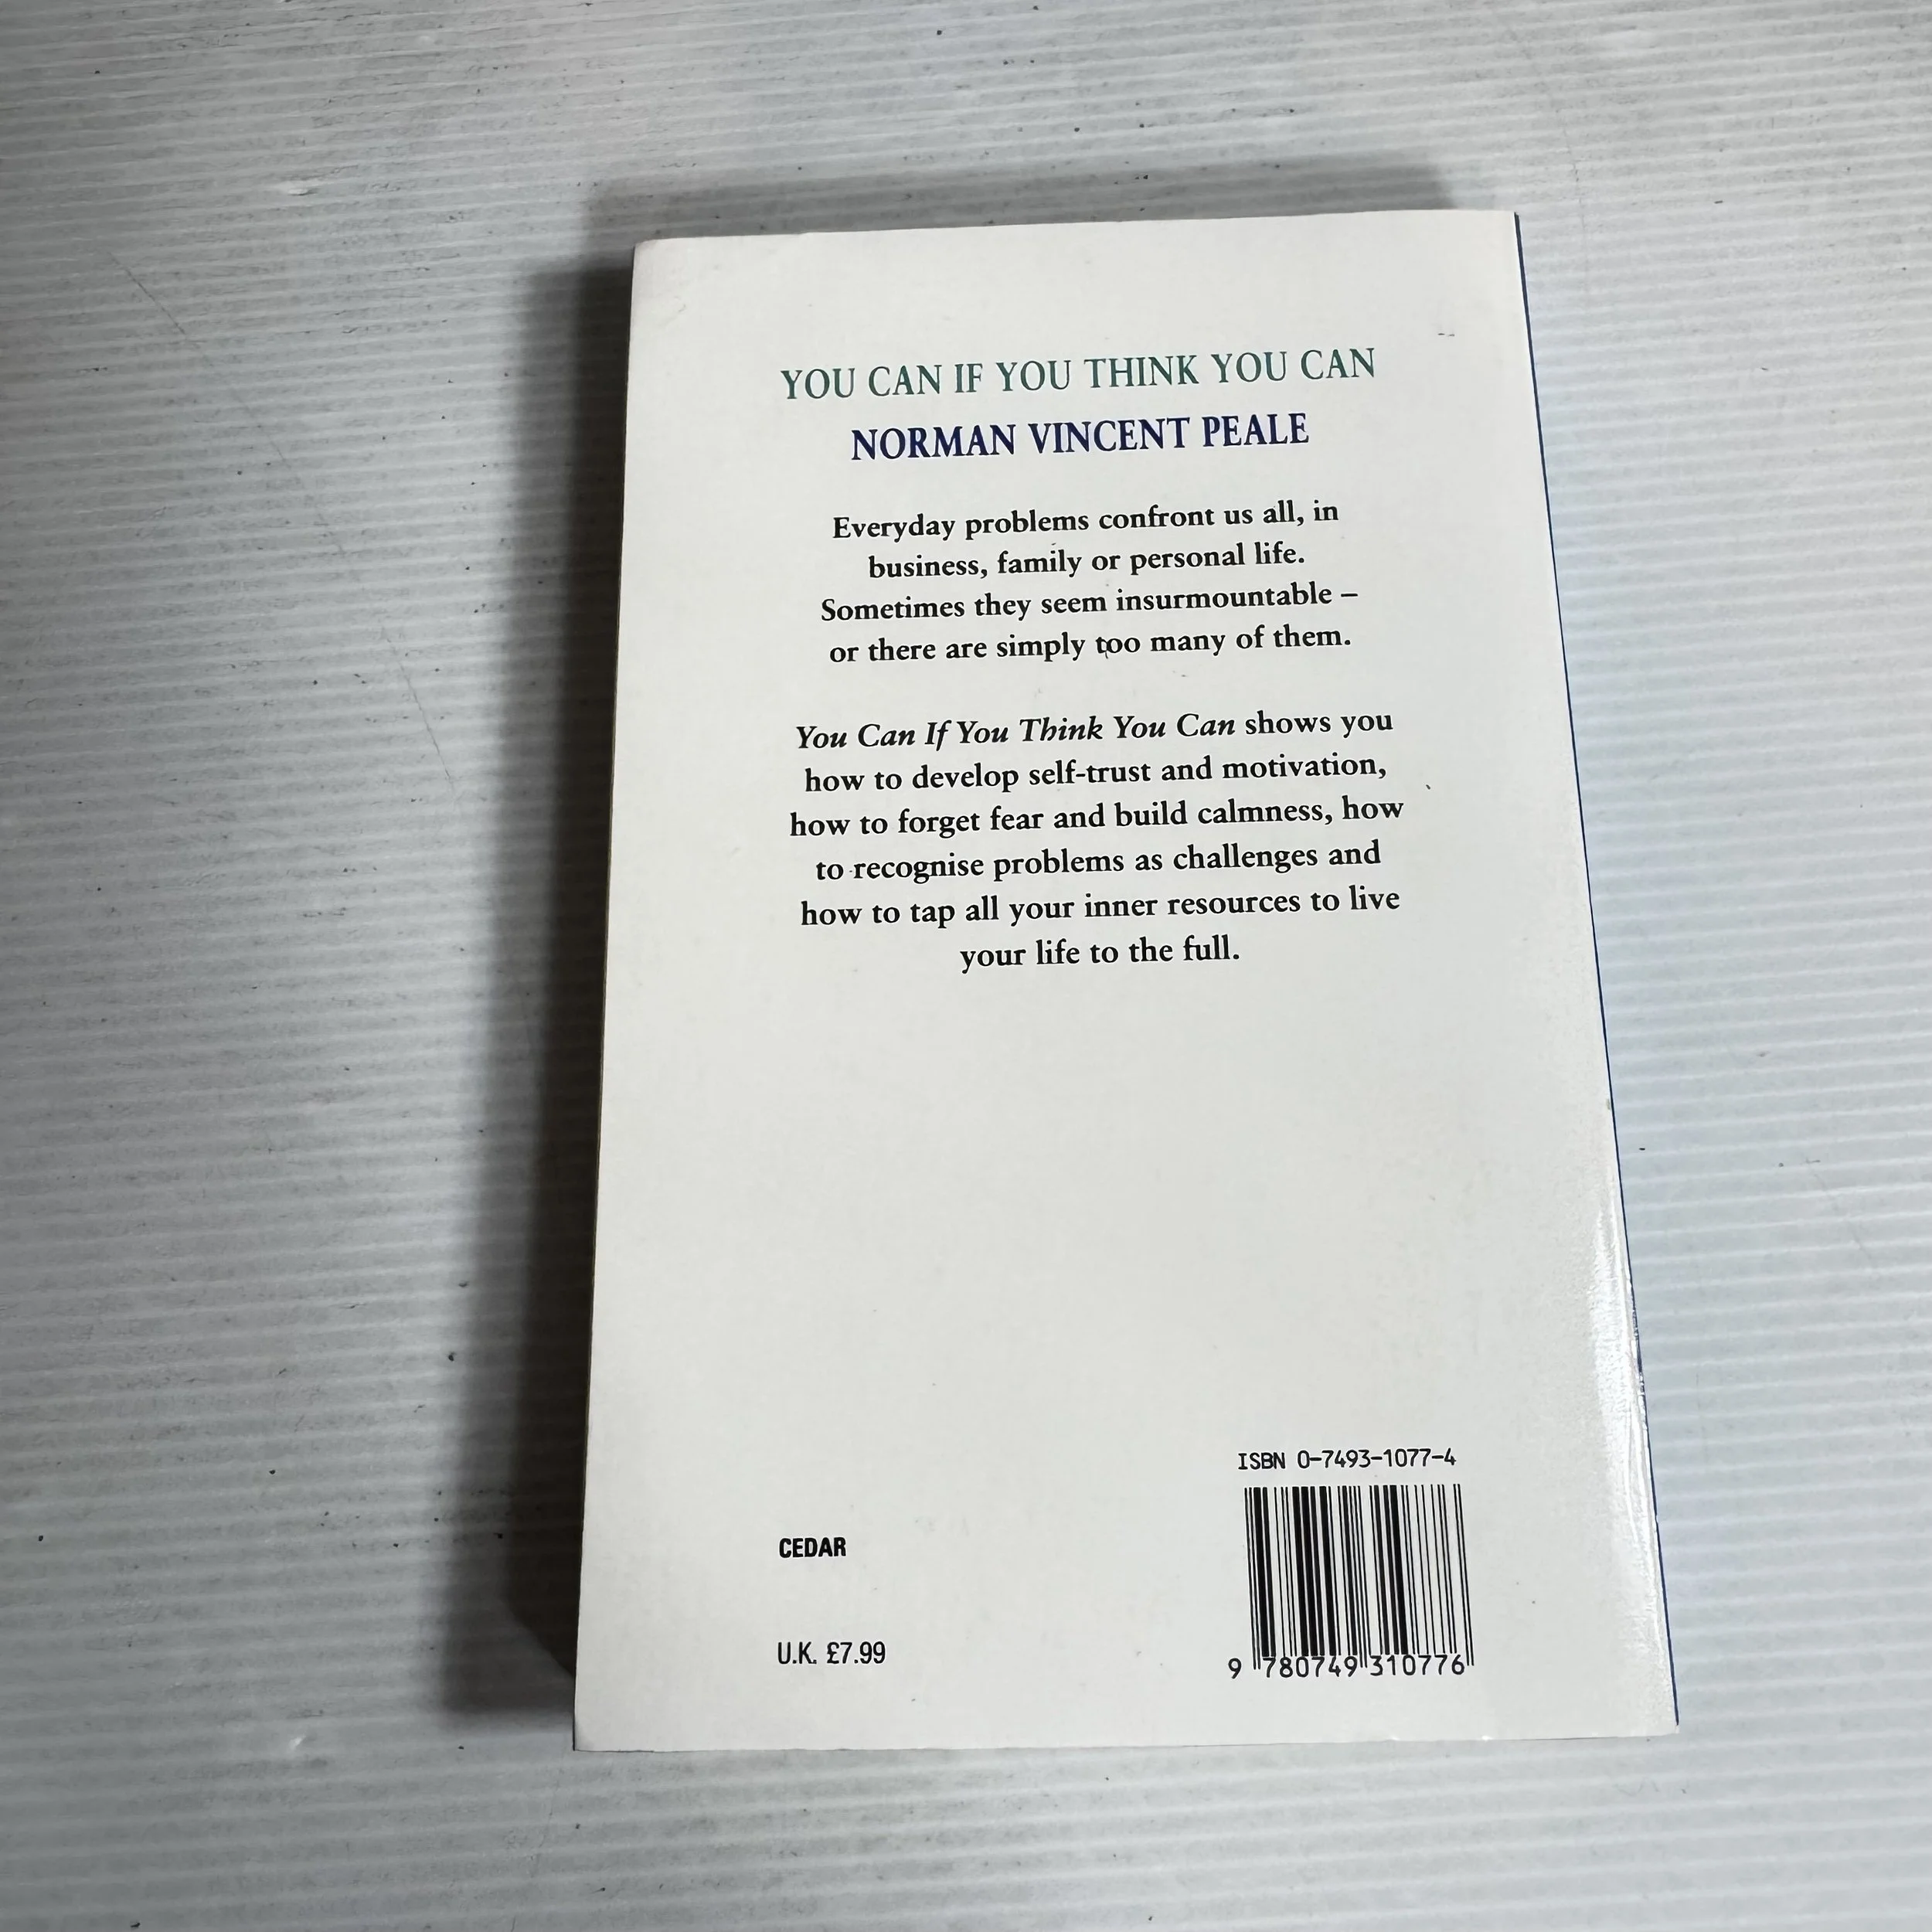 YOU CAN IF YOU THINK YOU CAN
NORMAN VINCENT PEALE
Everyday problems confront us all, in
business, family or personal life.
Sometimes they seem insurmountable –
or there are simply too many of them.
You Can If You Think You Can shows you
how to develop self-trust and motivation,
how to forget fear and build calmness, how
to recognise problems as challenges and
how to tap all your inner resources to live
your life to the full.
ISBN 0-7493-1077-4
CEDAR
U.K. £7.99
9 780749 310776